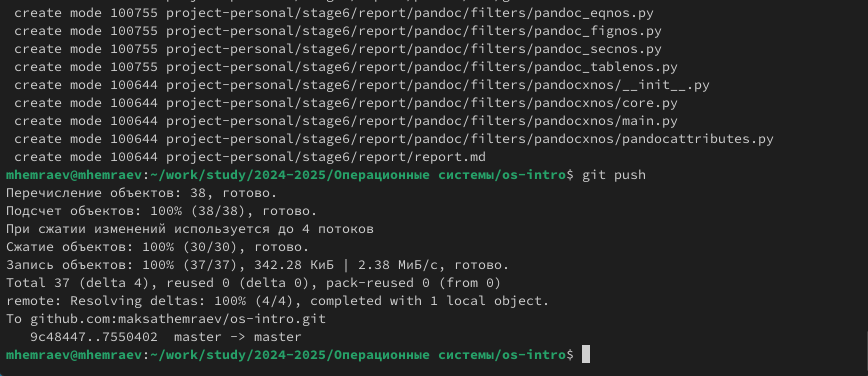 create mode 100755 project-personal/stage6/report/pandoc/filters/pandoc_eqnos.py
create mode 100755 project-personal/stage6/report/pandoc/filters/pandoc_fignos.py
create mode 100755 project-personal/stage6/report/pandoc/filters/pandoc_secnos.py
create mode 100755 project-personal/stage6/report/pandoc/filters/pandoc_tablenos.py
create mode 100644 project-personal/stage6/report/pandoc/filters/pandocxnos/__init__.py
create mode 100644 project-personal/stage6/report/pandoc/filters/pandocxnos/core.py
create mode 100644 project-personal/stage6/report/pandoc/filters/pandocxnos/main.py
create mode 100644 project-personal/stage6/report/pandoc/filters/pandocxnos/pandocattributes.py
create mode 100644 project-personal/stage6/report/report.md
mhemraev@mhemraev:~/work/study/2024-2025/Операционные системы/os-intro$ git push
Перечисление объектов: 38, готово.
Подсчет объектов: 100% (38/38), готово.
При сжатии изменений используется до 4 потоков
Сжатие объектов: 100% (30/30), готово.
Запись объектов: 100% (37/37), 342.28 КиБ | 2.38 МиБ/с, готово.
Total 37 (delta 4), reused 0 (delta 0), pack-reused 0 (from 0)
remote: Resolving deltas: 100% (4/4), completed with 1 local object.
To github.com:maksathemraev/os-intro.git
9c48447..7550402  master -> master
mhemraev@mhemraev:~/work/study/2024-2025/Операционные системы/os-intro$